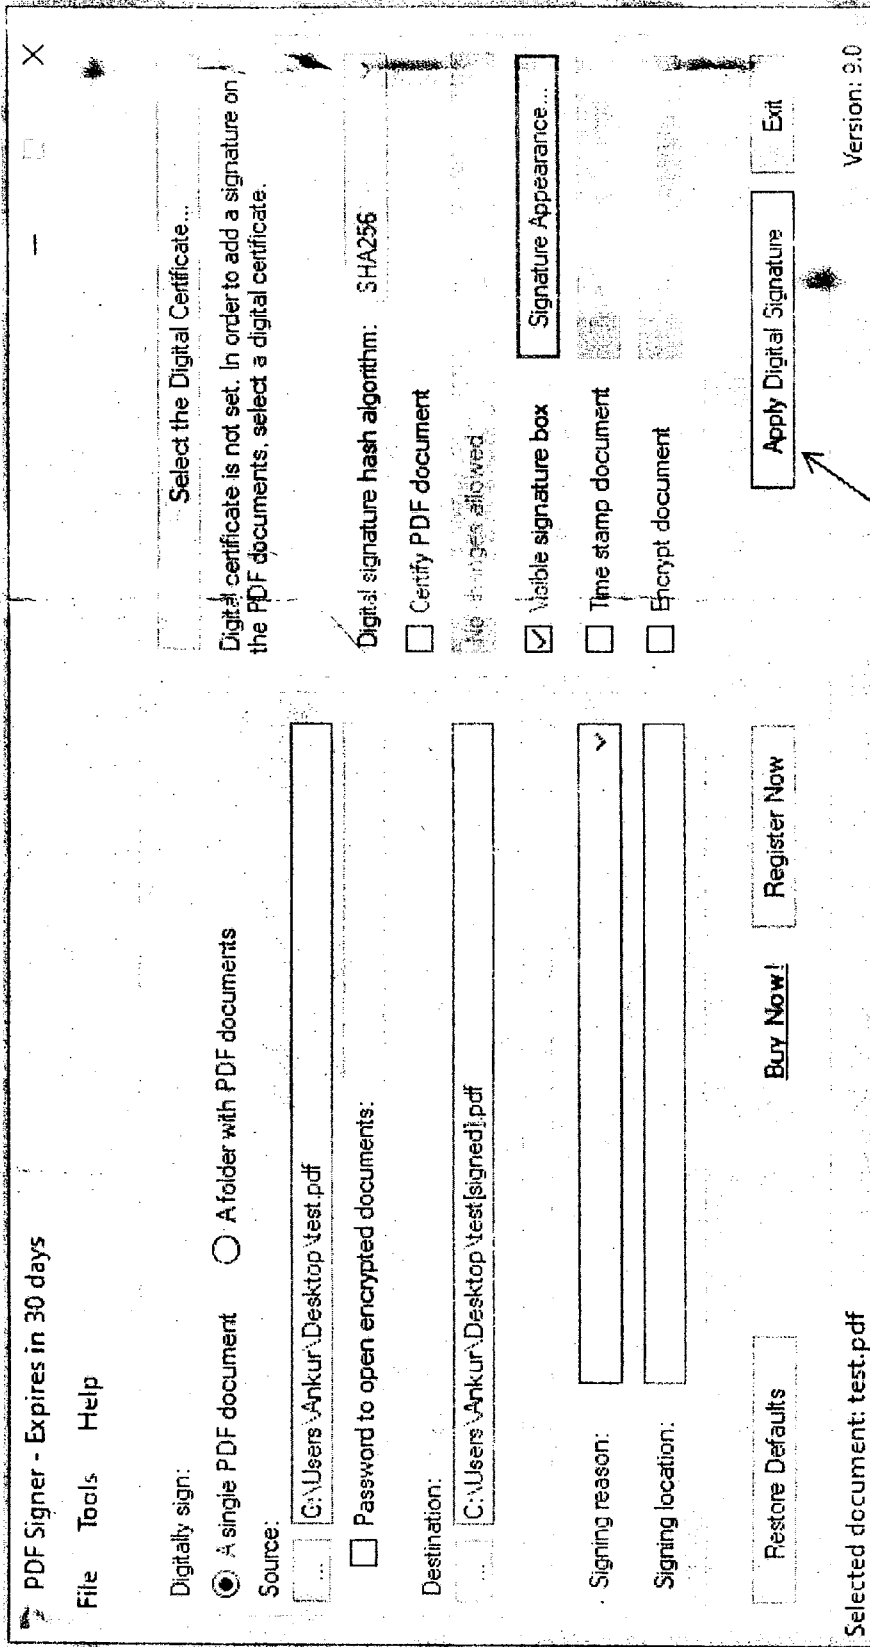 PDF Signer - Expires in 30 days
File Tools Help
Digitally sign:
A single PDF document A folder with PDF documents
Source:
... C:\Users\Ankur\Desktop\test.pdf
Password to open encrypted documents:
Destination:
... C:\Users\Ankur\Desktop\test[signed].pdf
Signing reason:
Signing location:
Select the Digital Certificate...
Digital certificate is not set. In order to add a signature on
the PDF documents, select a digital certificate.
Digital signature hash algorithm: SHA256
Certify PDF document
No changes allowed
Visible signature box Signature Appearance...
Time stamp document
Encrypt document
Restore Defaults Buy Now! Register Now Apply Digital Signature Exit
Selected document: test.pdf Version: 9.0